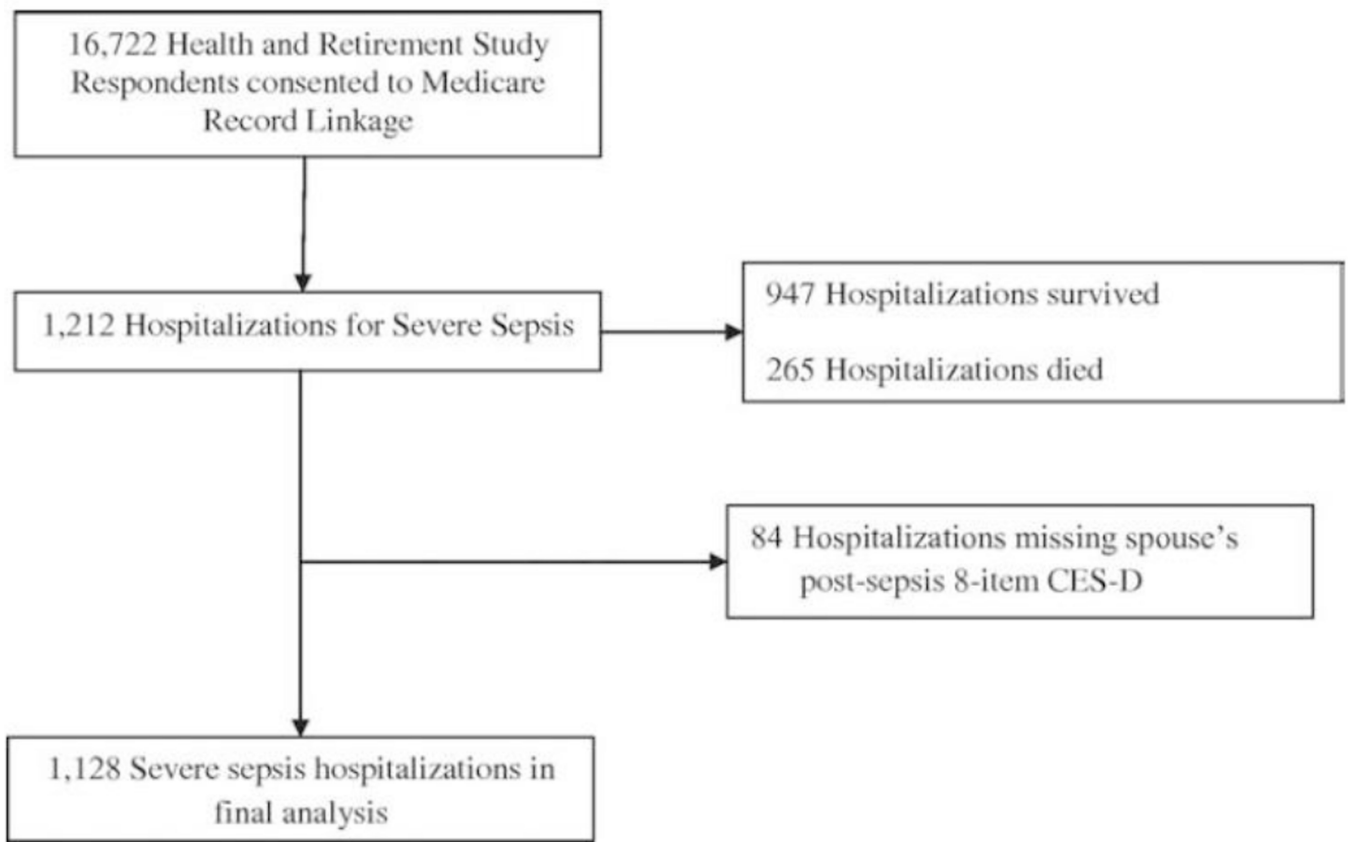 16,722 Health and Retirement Study
Respondents consented to Medicare
Record Linkage
1,212 Hospitalizations for Severe Sepsis
947 Hospitalizations survived
265 Hospitalizations died
84 Hospitalizations missing spouse's
post-sepsis 8-item CES-D
1,128 Severe sepsis hospitalizations in
final analysis